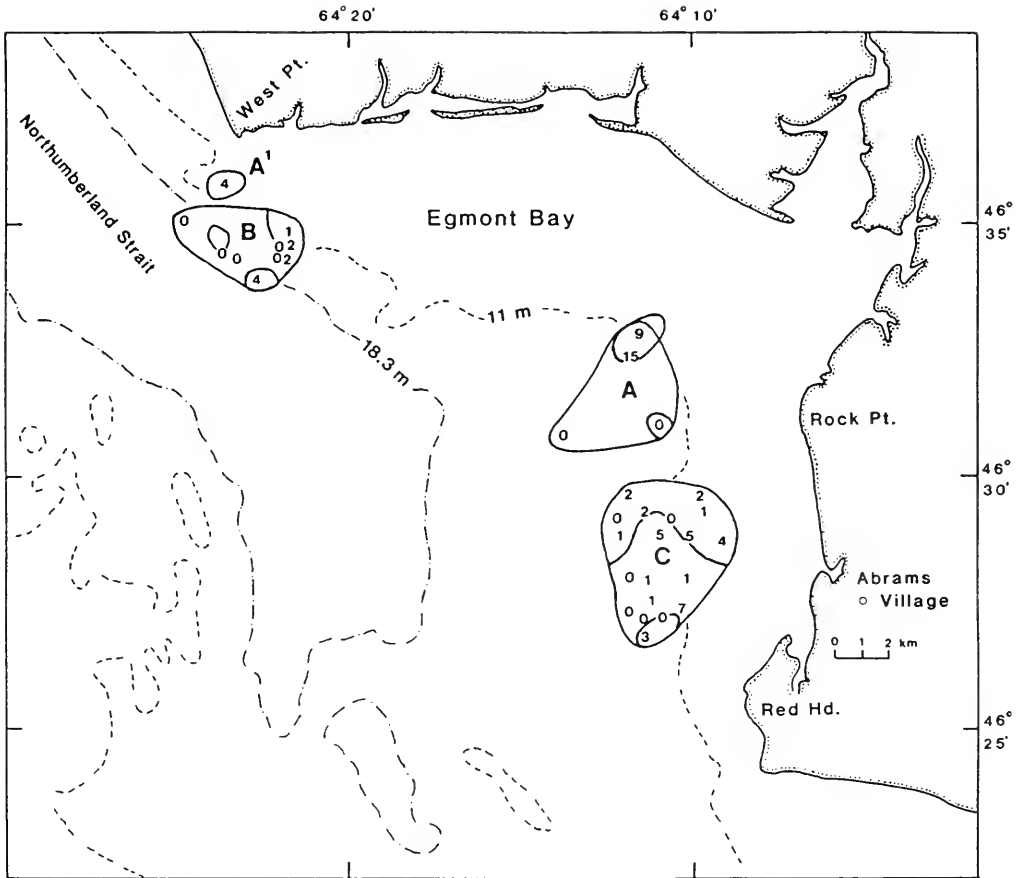 64° 20'
64° 10'
West Pt.
Northumberland Strait
A¹
4
46°
35'
Egmont Bay
0
B
1
0 2
0 0
0 2
4
11 m
18.3 m
9
15
A
0
0
Rock Pt.
46°
30'
2
2
0
2
0
1
1
5
5
4
C
0
1
1
1
0
0
0
7
3
Abrams
Village
0 1 2 km
Red Hd.
46°
25'